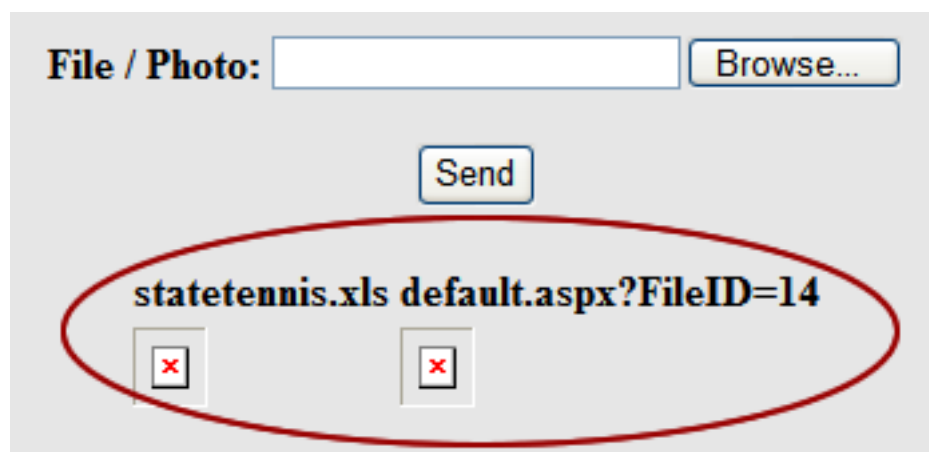 File / Photo: Browse...
Send
statetennis.xls default.aspx?FileID=14